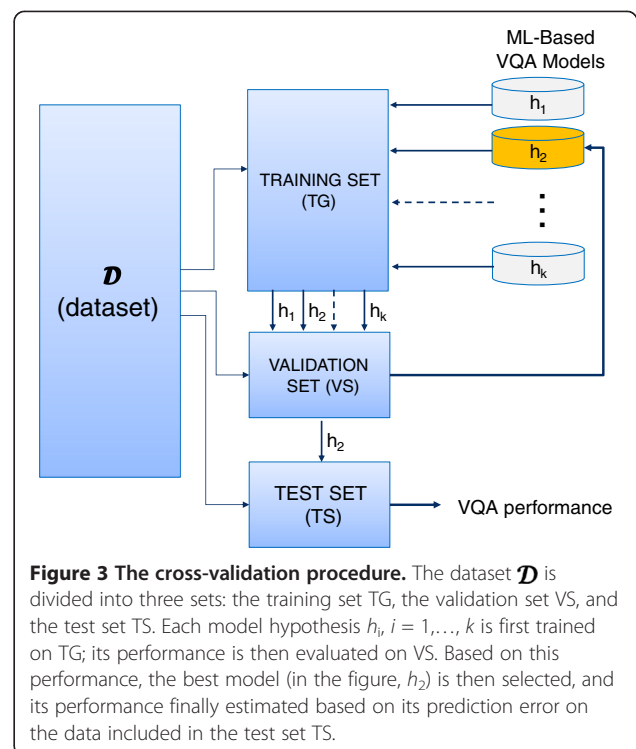 ML-Based
VQA Models
h1
h2
⋮
hk
TRAINING SET
(TG)
𝓓
(dataset)
h1 h2 hk
VALIDATION
SET (VS)
h2
TEST SET
(TS)
VQA performance
Figure 3 The cross-validation procedure. The dataset 𝓓 is
divided into three sets: the training set TG, the validation set VS, and
the test set TS. Each model hypothesis hi, i = 1,…, k is first trained
on TG; its performance is then evaluated on VS. Based on this
performance, the best model (in the figure, h2) is then selected, and
its performance finally estimated based on its prediction error on
the data included in the test set TS.